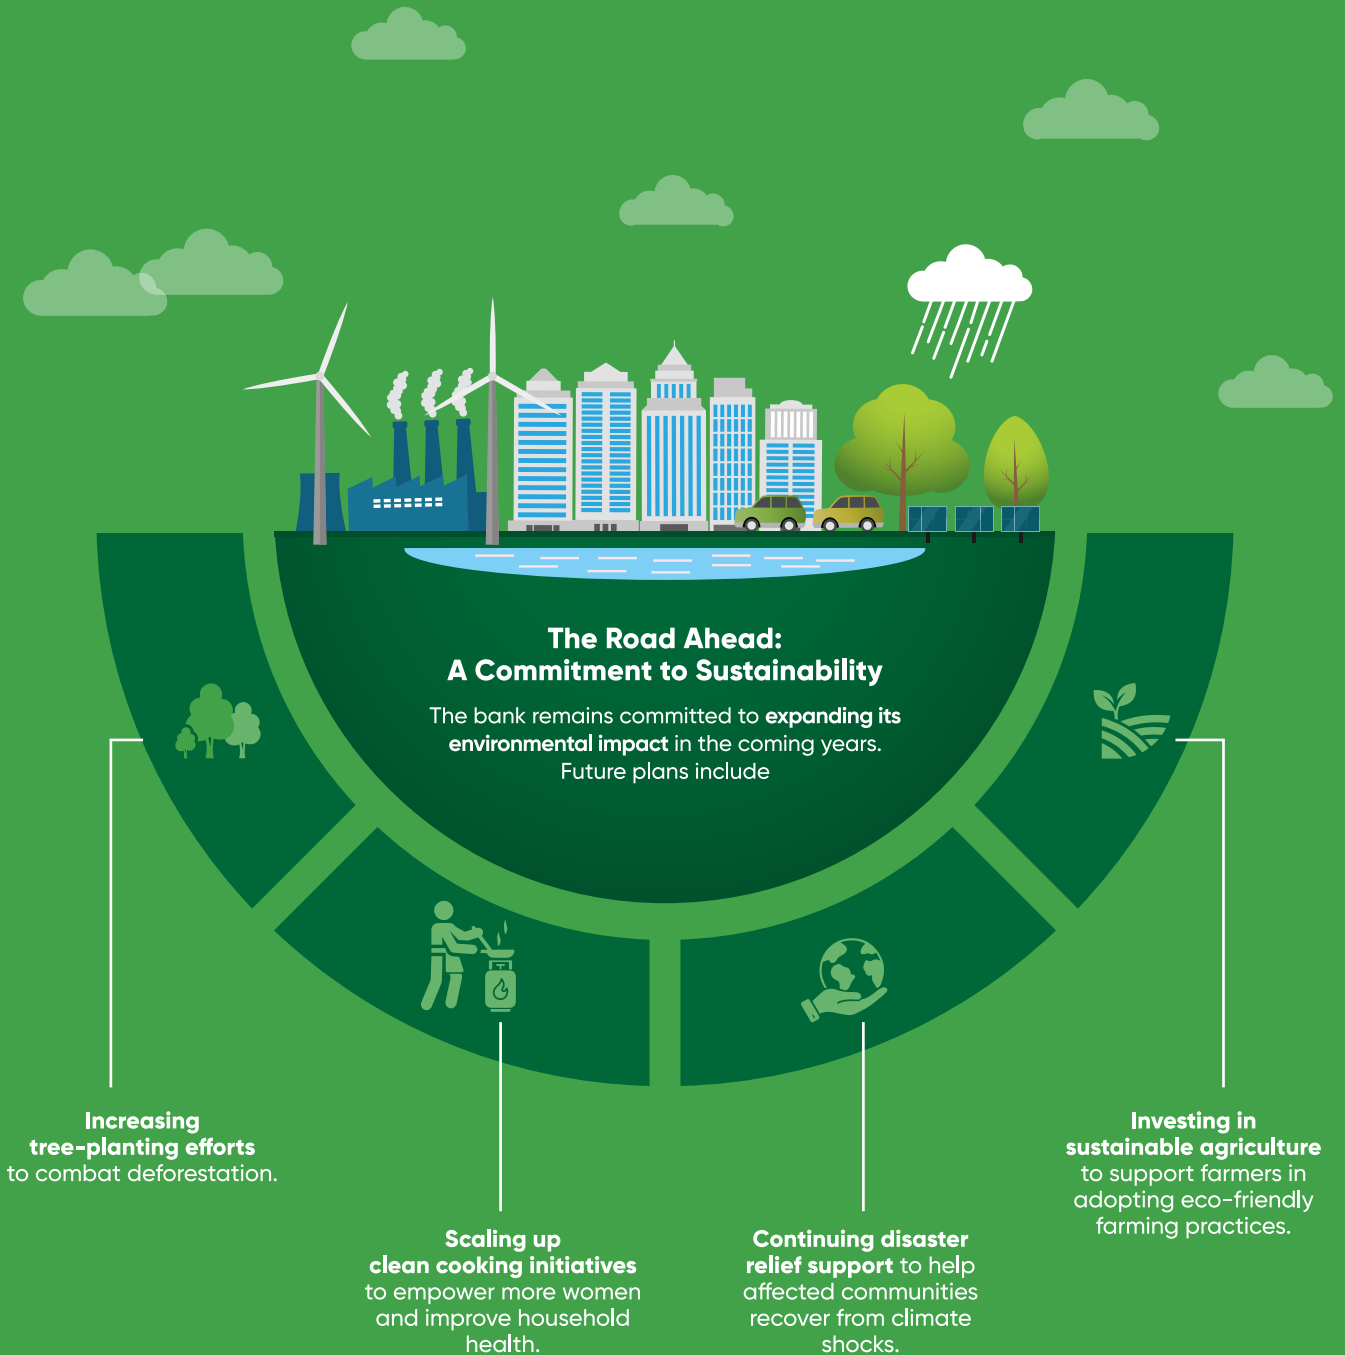 The Road Ahead:
A Commitment to Sustainability
The bank remains committed to expanding its
environmental impact in the coming years.
Future plans include
Increasing
tree-planting efforts
to combat deforestation.
Scaling up
clean cooking initiatives
to empower more women
and improve household
health.
Continuing disaster
relief support to help
affected communities
recover from climate
shocks.
Investing in
sustainable agriculture
to support farmers in
adopting eco-friendly
farming practices.